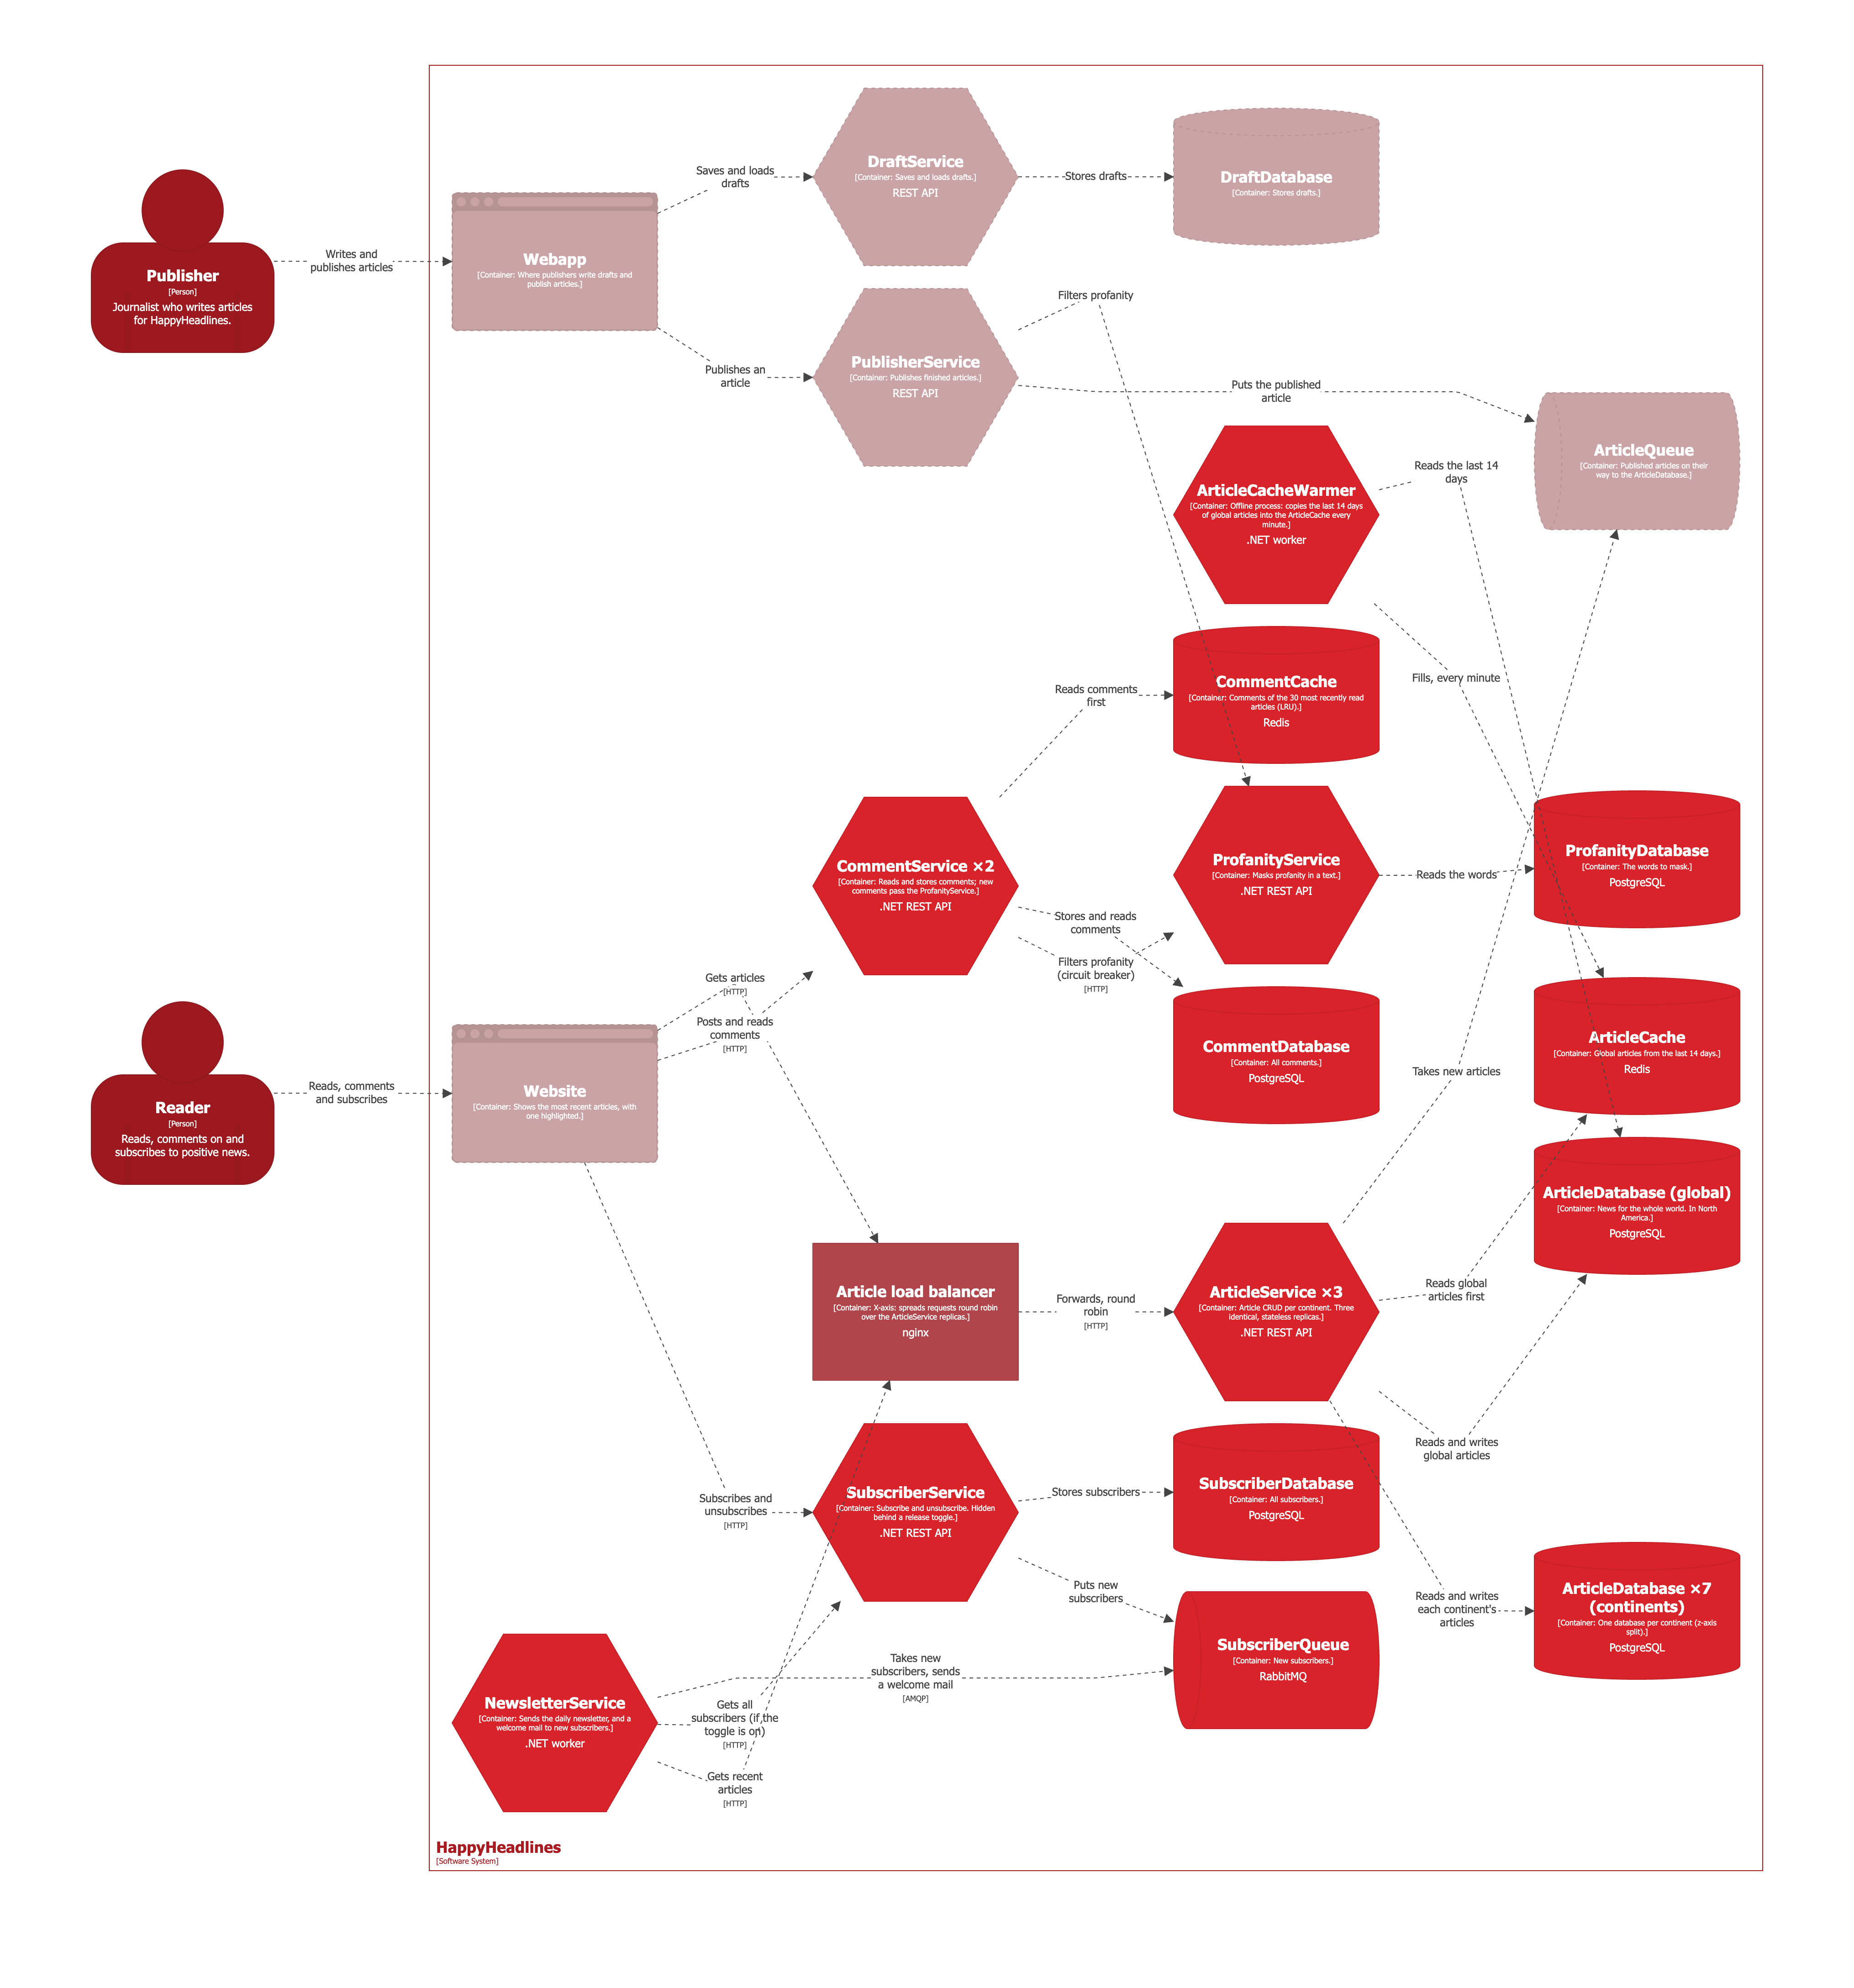 DraftService
[Container: Saves and loads drafts.]
REST API
Saves and loads
drafts
Stores drafts
DraftDatabase
[Container: Stores drafts.]
Publisher
[Person]
Journalist who writes articles
for HappyHeadlines.
Writes and
publishes articles
Webapp
[Container: Where publishers write drafts and
publish articles.]
Filters profanity
PublisherService
[Container: Publishes finished articles.]
REST API
Publishes an
article
Puts the published
article
ArticleQueue
[Container: Published articles on their
way to the ArticleDatabase.]
ArticleCacheWarmer
[Container: Offline process: copies the last 14 days
of global articles into the ArticleCache every
minute.]
.NET worker
Reads the last 14
days
Fills, every minute
Reads comments
first
CommentCache
[Container: Comments of the 30 most recently read
articles (LRU).]
Redis
CommentService ×2
[Container: Reads and stores comments; new
comments pass the ProfanityService.]
.NET REST API
ProfanityService
[Container: Masks profanity in a text.]
.NET REST API
Reads the words
ProfanityDatabase
[Container: The words to mask.]
PostgreSQL
Stores and reads
comments
Filters profanity
(circuit breaker)
[HTTP]
Gets articles
[HTTP]
Posts and reads
comments
[HTTP]
CommentDatabase
[Container: All comments.]
PostgreSQL
Takes new articles
ArticleCache
[Container: Global articles from the last 14 days.]
Redis
Reader
[Person]
Reads, comments on and
subscribes to positive news.
Reads, comments
and subscribes
Website
[Container: Shows the most recent articles, with
one highlighted.]
ArticleDatabase (global)
[Container: News for the whole world. In North
America.]
PostgreSQL
Article load balancer
[Container: X-axis: spreads requests round robin
over the ArticleService replicas.]
nginx
Forwards, round
robin
[HTTP]
ArticleService ×3
[Container: Article CRUD per continent. Three
identical, stateless replicas.]
.NET REST API
Reads global
articles first
Reads and writes
global articles
Subscribes and
unsubscribes
[HTTP]
SubscriberService
[Container: Subscribe and unsubscribe. Hidden
behind a release toggle.]
.NET REST API
Stores subscribers
SubscriberDatabase
[Container: All subscribers.]
PostgreSQL
Puts new
subscribers
Reads and writes
each continent's
articles
ArticleDatabase ×7
(continents)
[Container: One database per continent (z-axis
split).]
PostgreSQL
SubscriberQueue
[Container: New subscribers.]
RabbitMQ
Takes new
subscribers, sends
a welcome mail
[AMQP]
NewsletterService
[Container: Sends the daily newsletter, and a
welcome mail to new subscribers.]
.NET worker
Gets all
subscribers (if the
toggle is on)
[HTTP]
Gets recent
articles
[HTTP]
HappyHeadlines
[Software System]